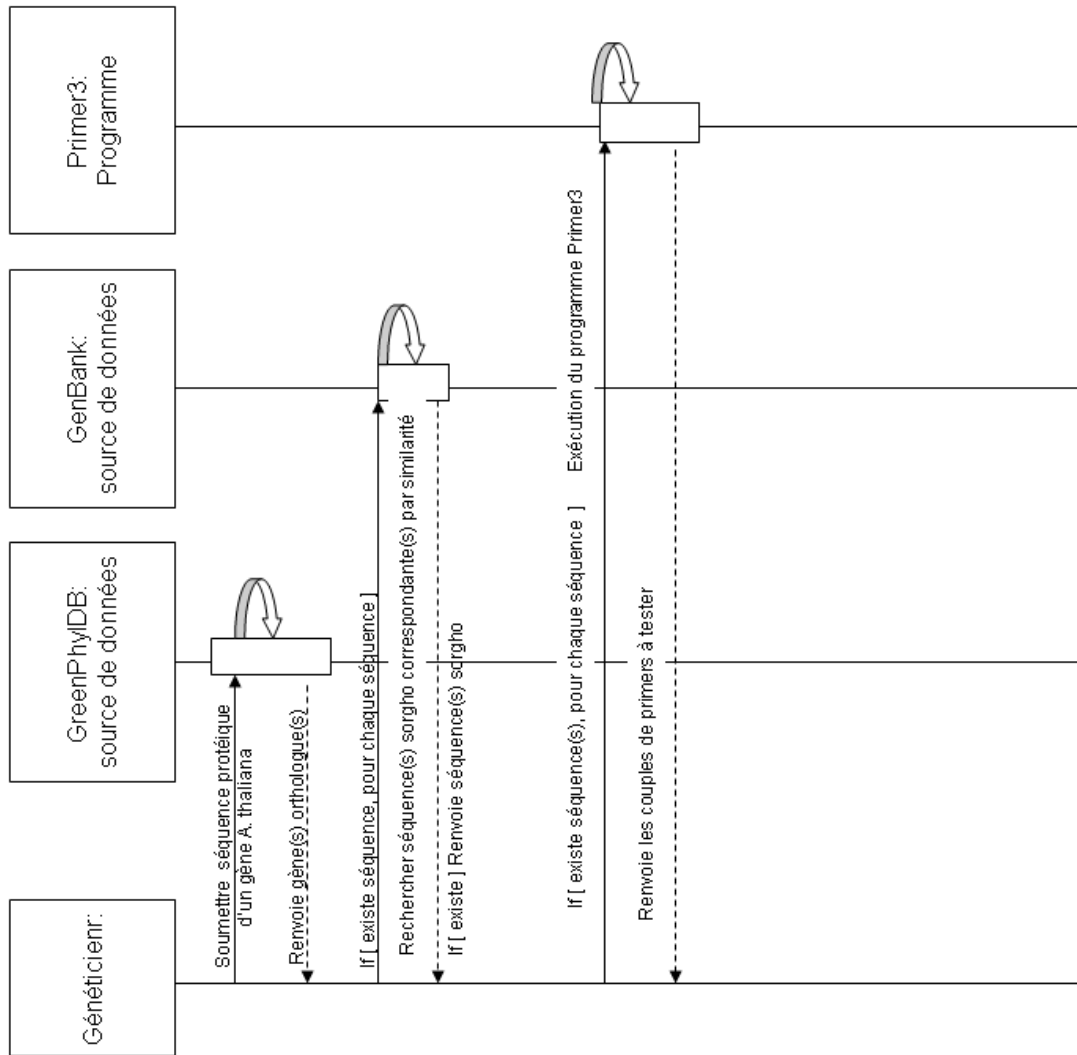 Généticienr:
GreenPhylDB:
source de données
GenBank:
source de données
Primer3:
Programme
Soumettre séquence protéique
d'un gène A. thaliana
Renvoie gène(s) orthologue(s)
If [ existe séquence, pour chaque séquence ]
Rechercher séquence(s) sorgho correspondante(s) par similarité
If [ existe ] Renvoie séquence(s) sorgho
If [ existe séquence(s), pour chaque séquence ] Exécution du programme Primer3
Renvoie les couples de primers à tester